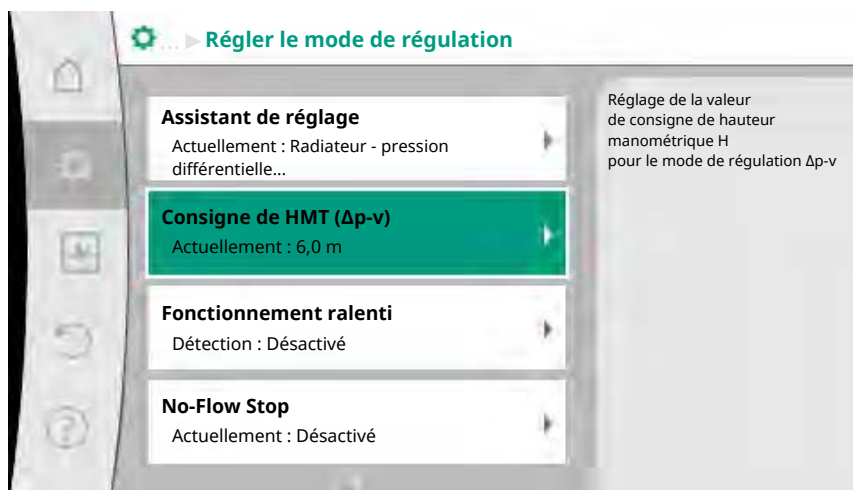 ... Régler le mode de régulation
Assistant de réglage
Actuellement : Radiateur - pression
différentielle...
Consigne de HMT (Δp-v)
Actuellement : 6,0 m
Fonctionnement ralenti
Détection : Désactivé
No-Flow Stop
Actuellement : Désactivé
Réglage de la valeur
de consigne de hauteur
manométrique H
pour le mode de régulation Δp-v